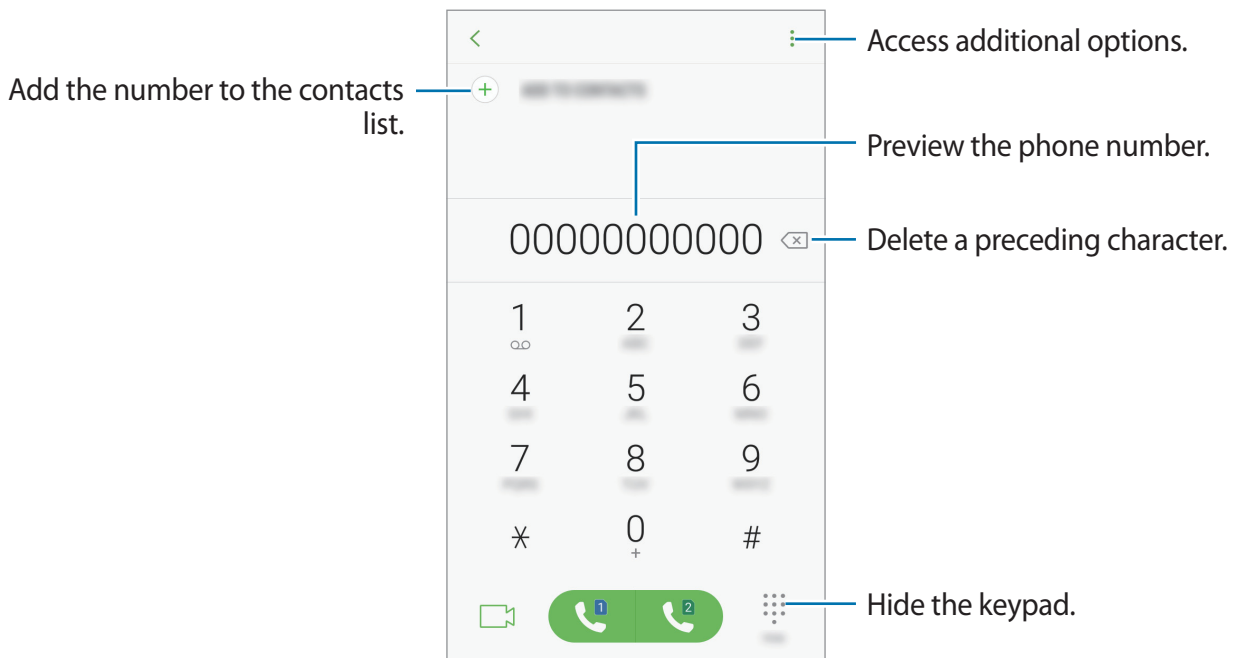 Access additional options.
Add the number to the contacts
list.
Preview the phone number.
00000000000
Delete a preceding character.
1 2 3
4 5 6
7 8 9
* 0 #
+
1 2
Hide the keypad.